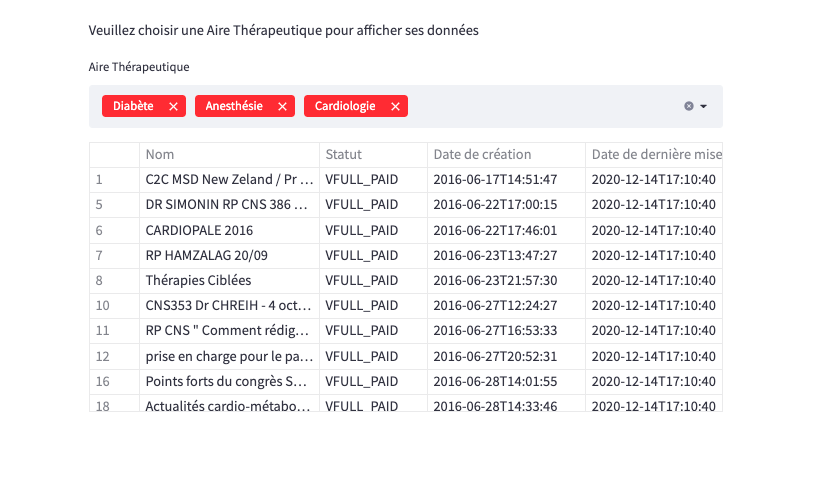 Veuillez choisir une Aire Thérapeutique pour afficher ses données
Aire Thérapeutique
Diabète Anesthésie Cardiologie
Nom Statut Date de création Date de dernière mise
1 C2C MSD New Zeland / Pr ... VFULL_PAID 2016-06-17T14:51:47 2020-12-14T17:10:40
5 DR SIMONIN RP CNS 386 ... VFULL_PAID 2016-06-22T17:00:15 2020-12-14T17:10:40
6 CARDIOPALE 2016 VFULL_PAID 2016-06-22T17:46:01 2020-12-14T17:10:40
7 RP HAMZALAG 20/09 VFULL_PAID 2016-06-23T13:47:27 2020-12-14T17:10:40
8 Thérapies Ciblées VFULL_PAID 2016-06-23T21:57:30 2020-12-14T17:10:40
10 CNS353 Dr CHREIH - 4 oct... VFULL_PAID 2016-06-27T12:24:27 2020-12-14T17:10:40
11 RP CNS " Comment rédig... VFULL_PAID 2016-06-27T16:53:33 2020-12-14T17:10:40
12 prise en charge pour le pa... VFULL_PAID 2016-06-27T20:52:31 2020-12-14T17:10:40
16 Points forts du congrès S... VFULL_PAID 2016-06-28T14:01:55 2020-12-14T17:10:40
18 Actualités cardio-métabo... VFULL_PAID 2016-06-28T14:33:46 2020-12-14T17:10:40